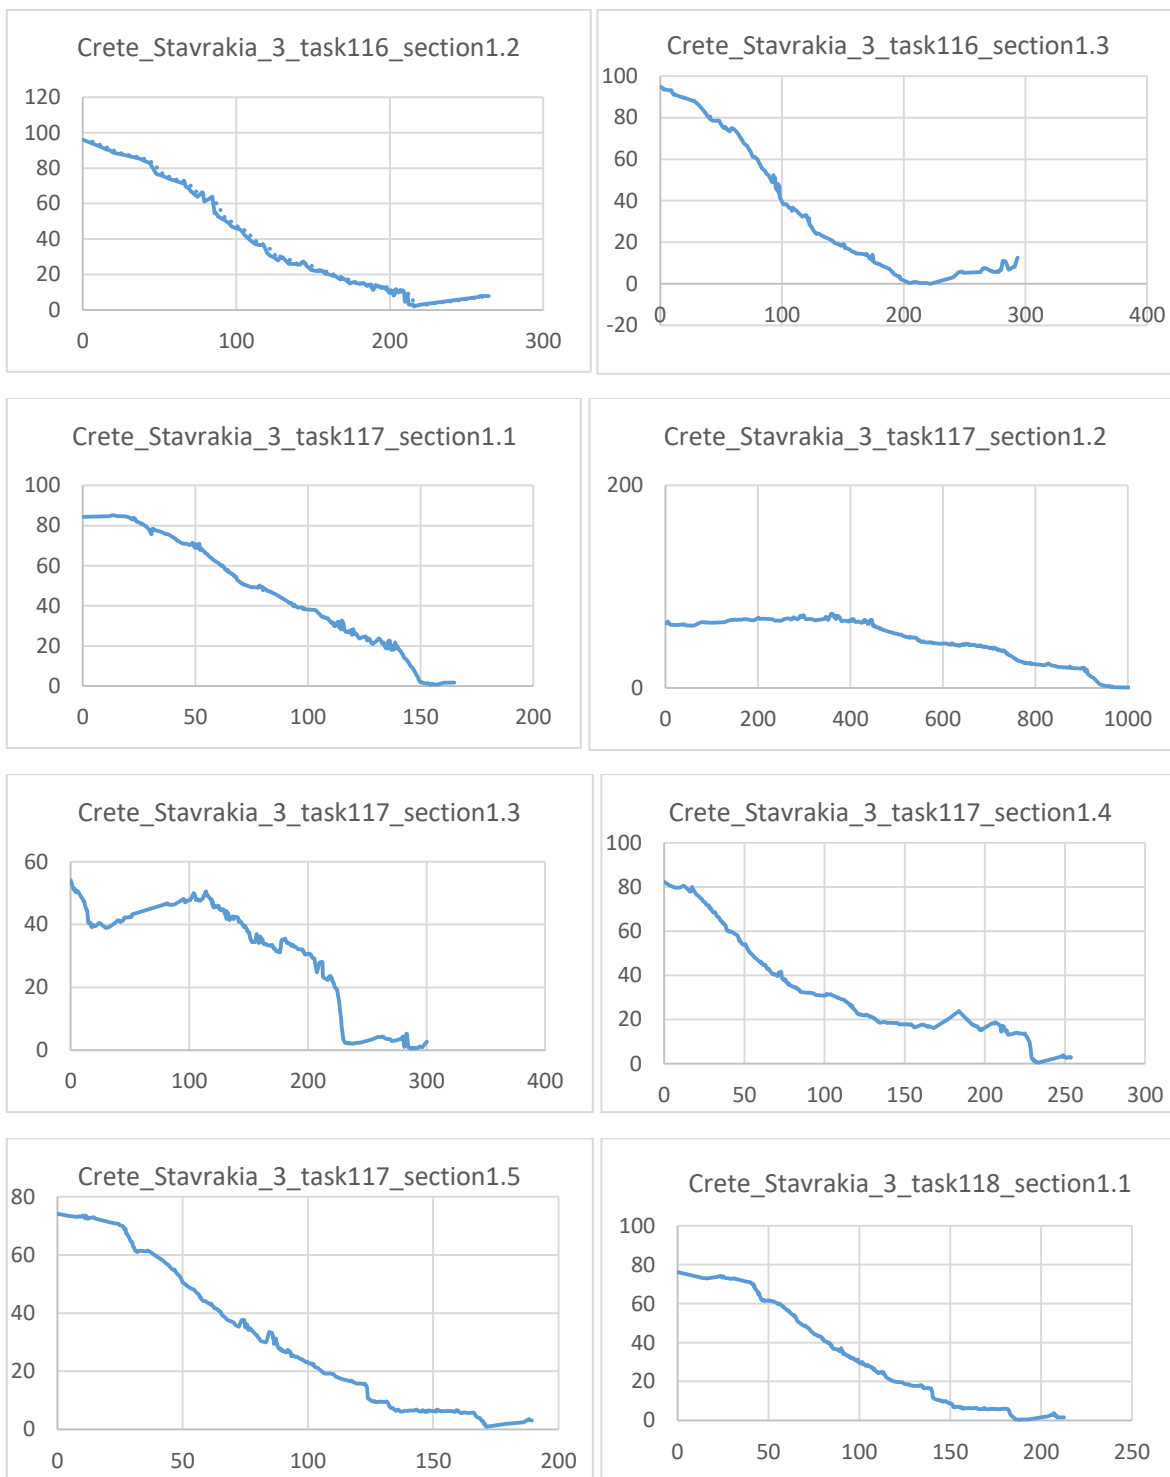 Crete_Stavrakia_3_task116_section1.2
120
100
80
60
40
20
0
0 100 200 300
Crete_Stavrakia_3_task116_section1.3
100
80
60
40
20
0
-20
0 100 200 300 400
Crete_Stavrakia_3_task117_section1.1
100
80
60
40
20
0
0 50 100 150 200
Crete_Stavrakia_3_task117_section1.2
200
0
0 200 400 600 800 1000
Crete_Stavrakia_3_task117_section1.3
60
40
20
0
0 100 200 300 400
Crete_Stavrakia_3_task117_section1.4
100
80
60
40
20
0
0 50 100 150 200 250 300
Crete_Stavrakia_3_task117_section1.5
80
60
40
20
0
0 50 100 150 200
Crete_Stavrakia_3_task118_section1.1
100
80
60
40
20
0
0 50 100 150 200 250